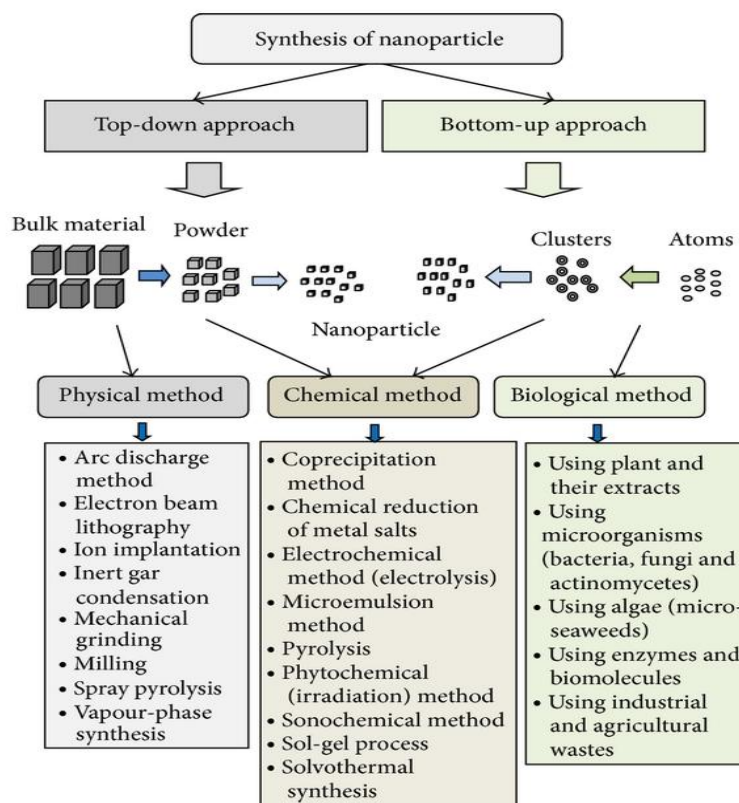 Synthesis of nanoparticle
Top-down approach
Bottom-up approach
Bulk material
Powder
Clusters
Atoms
Nanoparticle
Physical method
Chemical method
Biological method
• Arc discharge
method
• Electron beam
lithography
• Ion implantation
• Inert gar
condensation
• Mechanical
grinding
• Milling
• Spray pyrolysis
• Vapour-phase
synthesis
• Coprecipitation
method
• Chemical reduction
of metal salts
• Electrochemical
method (electrolysis)
• Microemulsion
method
• Pyrolysis
• Phytochemical
(irradiation) method
• Sonochemical method
• Sol-gel process
• Solvothermal
synthesis
• Using plant and
their extracts
• Using
microorganisms
(bacteria, fungi and
actinomycetes)
• Using algae (micro-
seaweeds)
• Using enzymes and
biomolecules
• Using industrial
and agricultural
wastes